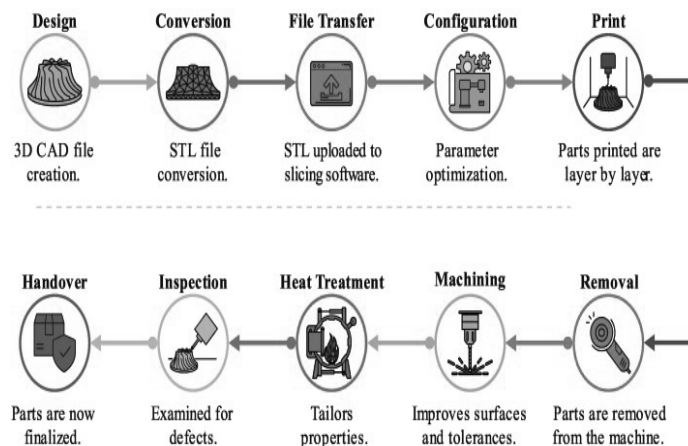 Design Conversion File Transfer Configuration Print
3D CAD file STL file STL uploaded to Parameter Parts printed are
creation. conversion. slicing software. optimization. layer by layer.
Handover Inspection Heat Treatment Machining Removal
Parts are now Examined for Tailors Improves surfaces Parts are removed
finalized. defects. properties. and tolerances. from the machine.